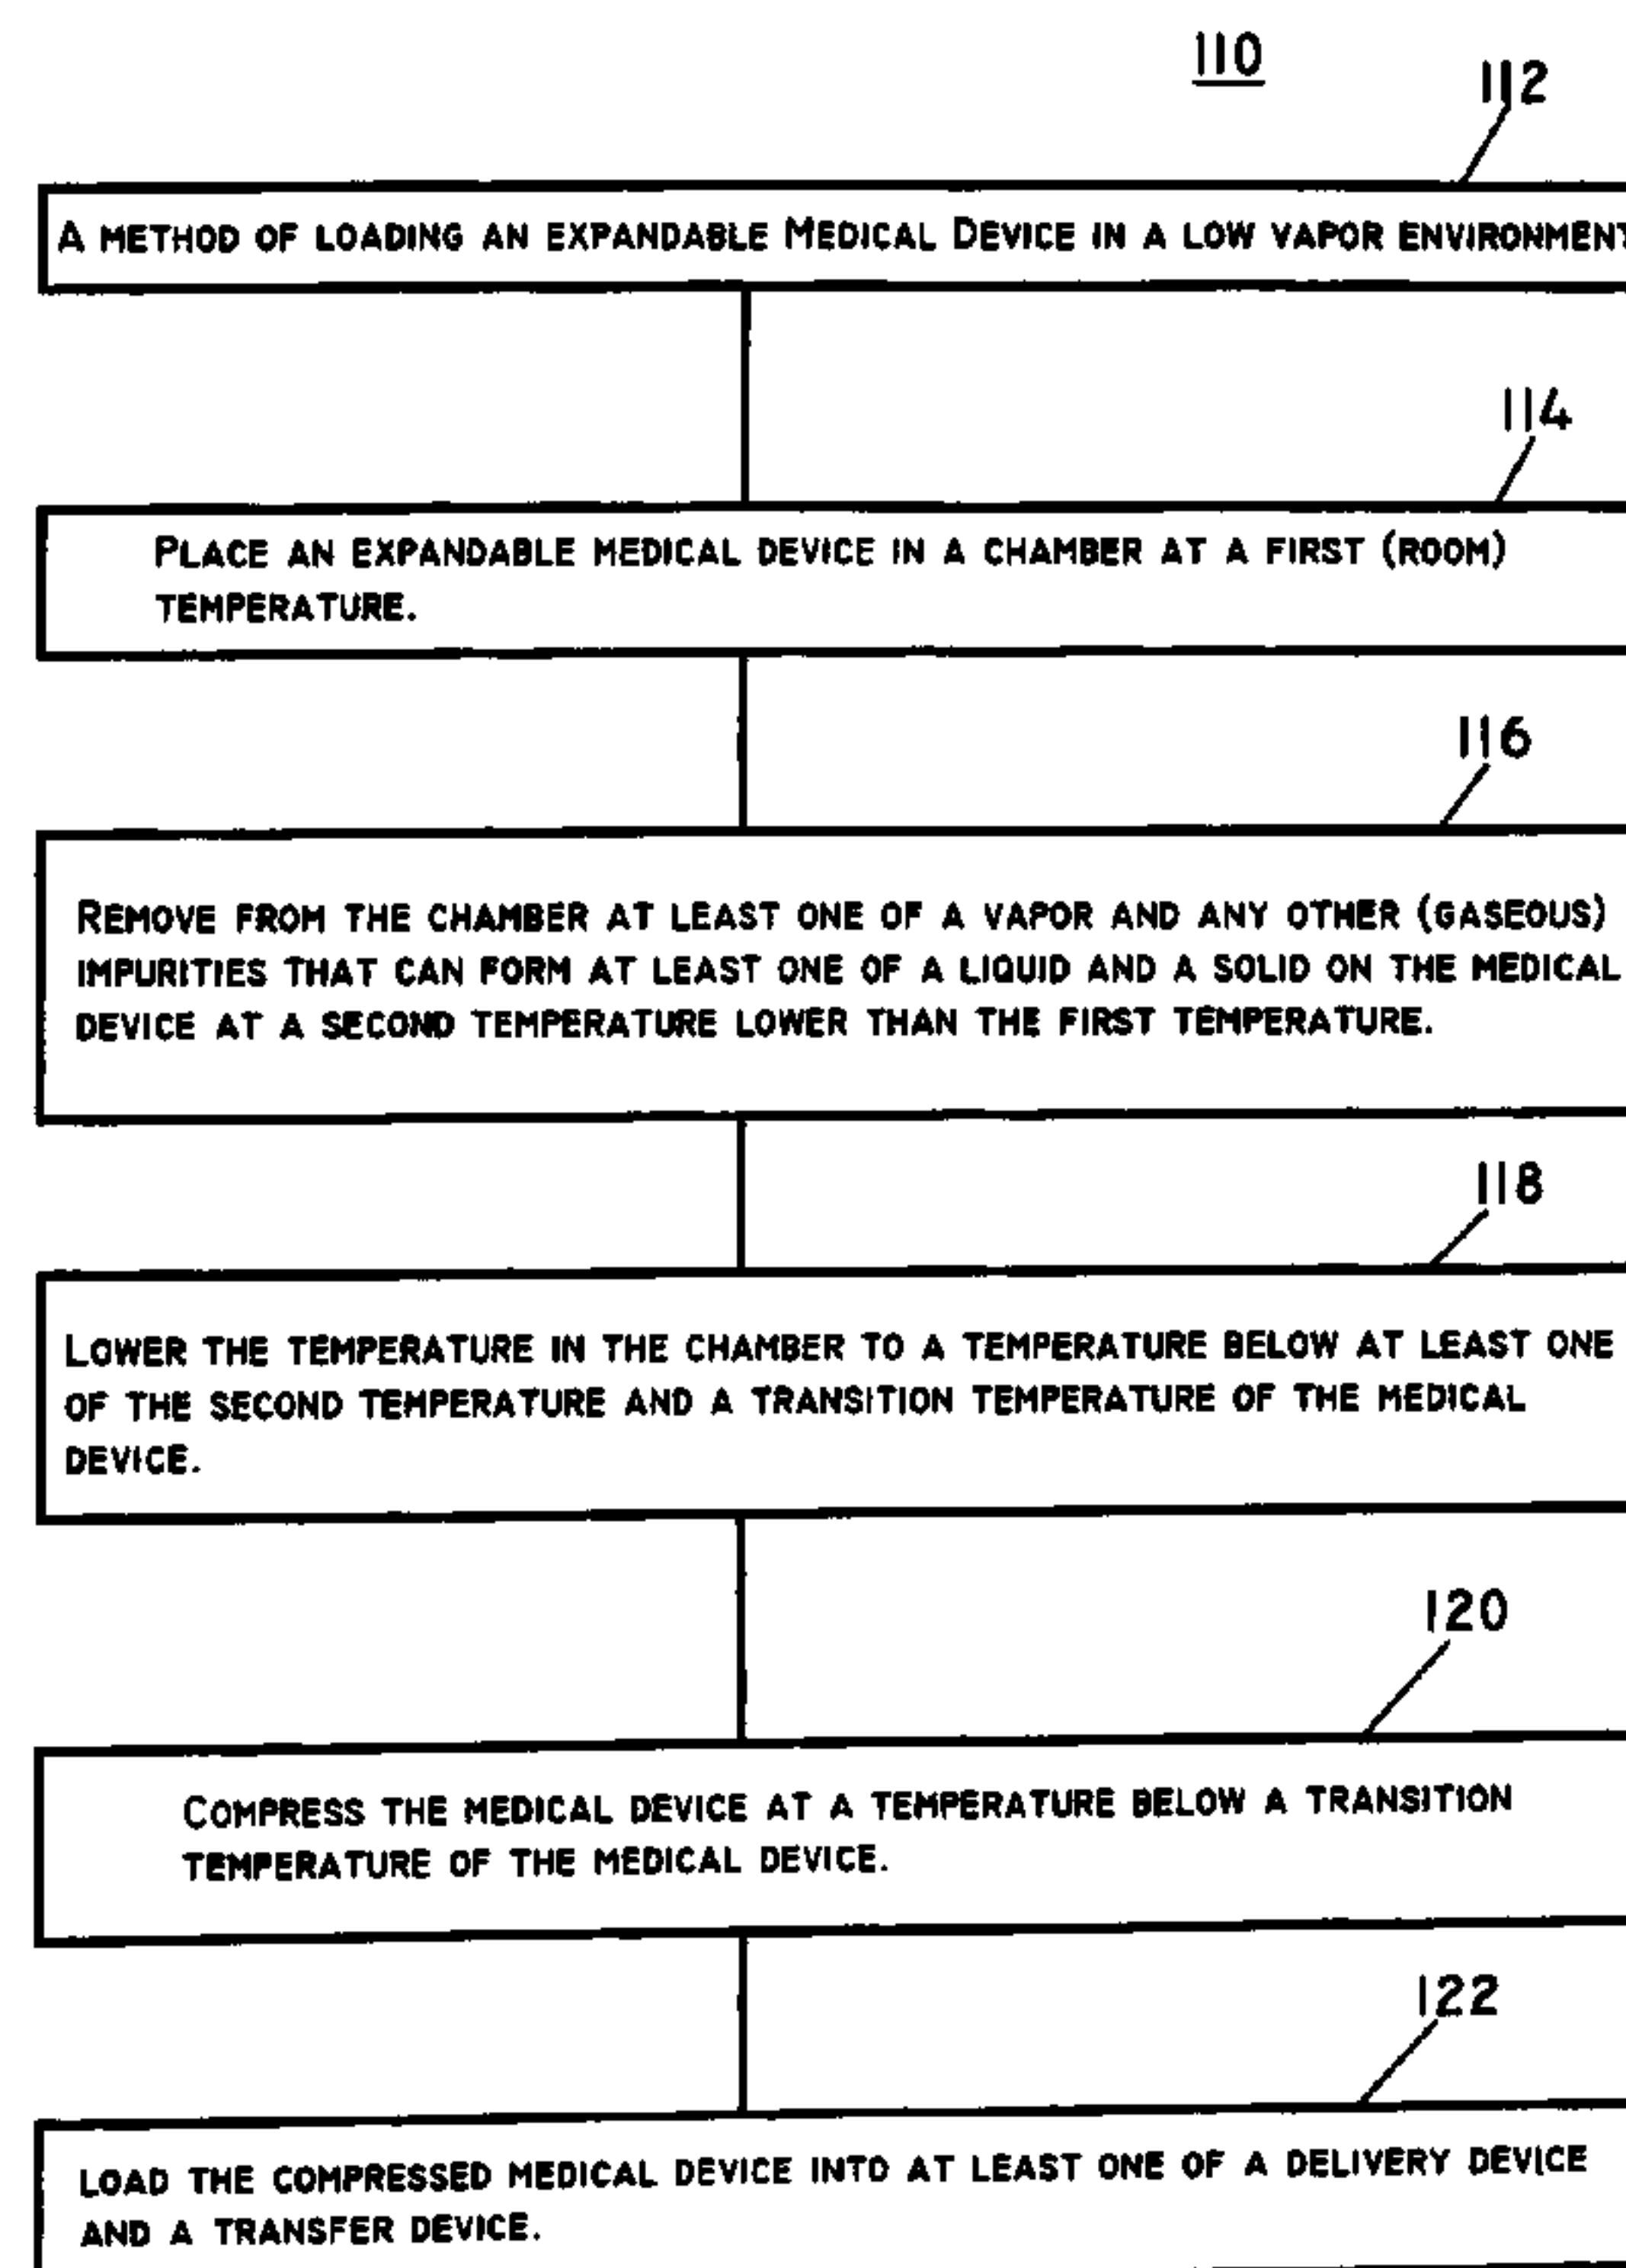 110
112
A METHOD OF LOADING AN EXPANDABLE MEDICAL DEVICE IN A LOW VAPOR ENVIRONMENT
114
PLACE AN EXPANDABLE MEDICAL DEVICE IN A CHAMBER AT A FIRST (ROOM)
TEMPERATURE.
116
REMOVE FROM THE CHAMBER AT LEAST ONE OF A VAPOR AND ANY OTHER (GASEOUS)
IMPURITIES THAT CAN FORM AT LEAST ONE OF A LIQUID AND A SOLID ON THE MEDICAL
DEVICE AT A SECOND TEMPERATURE LOWER THAN THE FIRST TEMPERATURE.
118
LOWER THE TEMPERATURE IN THE CHAMBER TO A TEMPERATURE BELOW AT LEAST ONE
OF THE SECOND TEMPERATURE AND A TRANSITION TEMPERATURE OF THE MEDICAL
DEVICE.
120
COMPRESS THE MEDICAL DEVICE AT A TEMPERATURE BELOW A TRANSITION
TEMPERATURE OF THE MEDICAL DEVICE.
122
LOAD THE COMPRESSED MEDICAL DEVICE INTO AT LEAST ONE OF A DELIVERY DEVICE
AND A TRANSFER DEVICE.